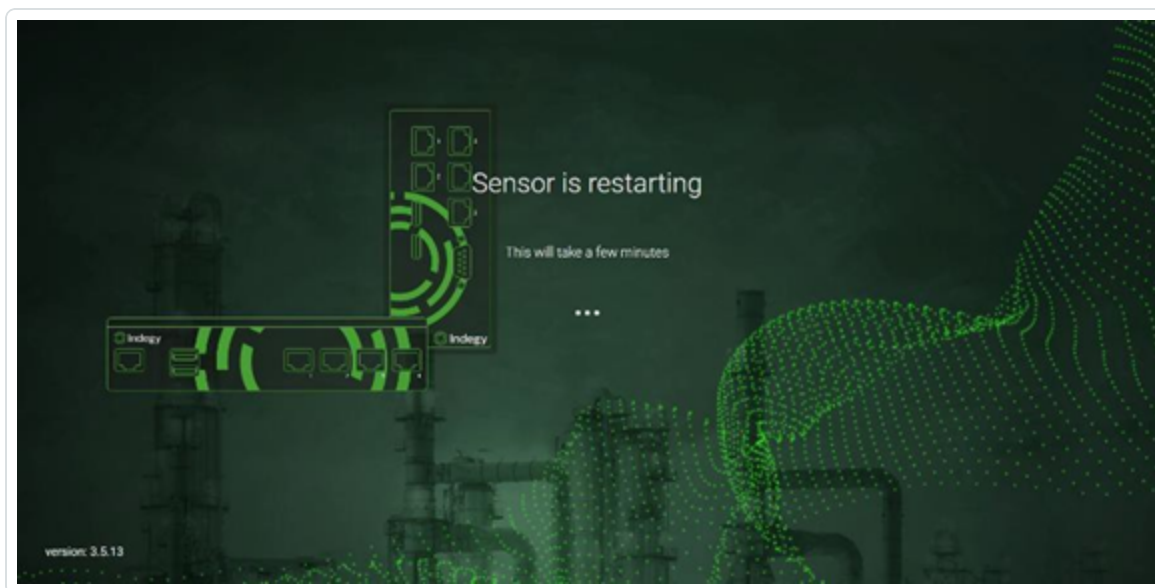 Sensor is restarting
This will take a few minutes
...
Indegy
Indegy
version: 3.5.13